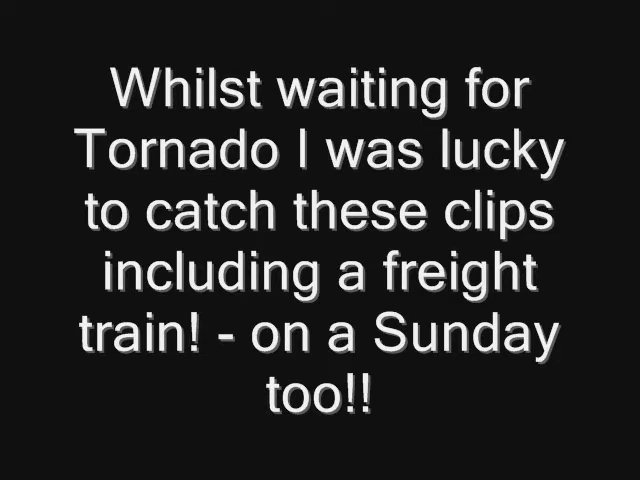 Whilst waiting for
Tornado I was lucky
to catch these clips
including a freight
train! - on a Sunday
too!!